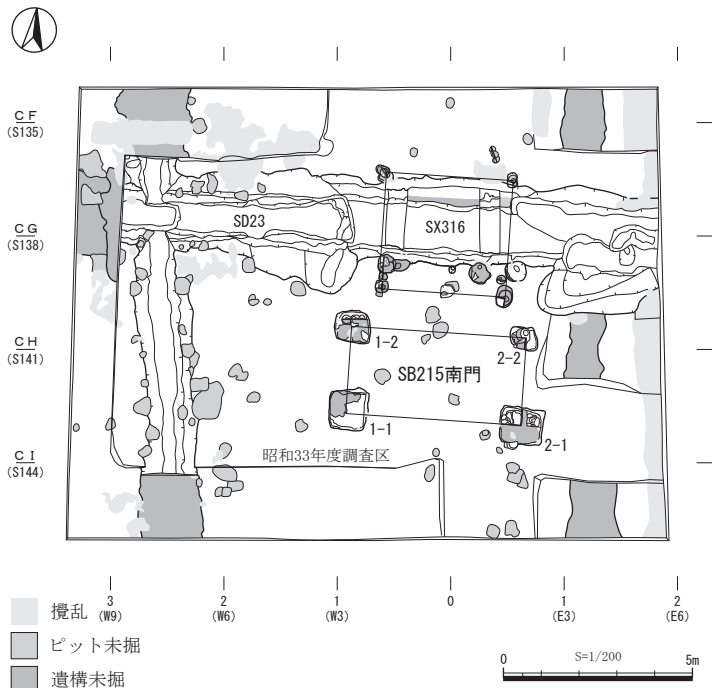 CF
(S135)
CG
(S138)
CH
(S141)
CI
(S144)
SD23
SX316
1-2
2-2
SB215南門
1-1
2-1
昭和33年度調査区
3
(W9)
2
(W6)
1
(W3)
0
1
(E3)
2
(E6)
攪乱
ピット未掘
遺構未掘
0
S=1/200
5m